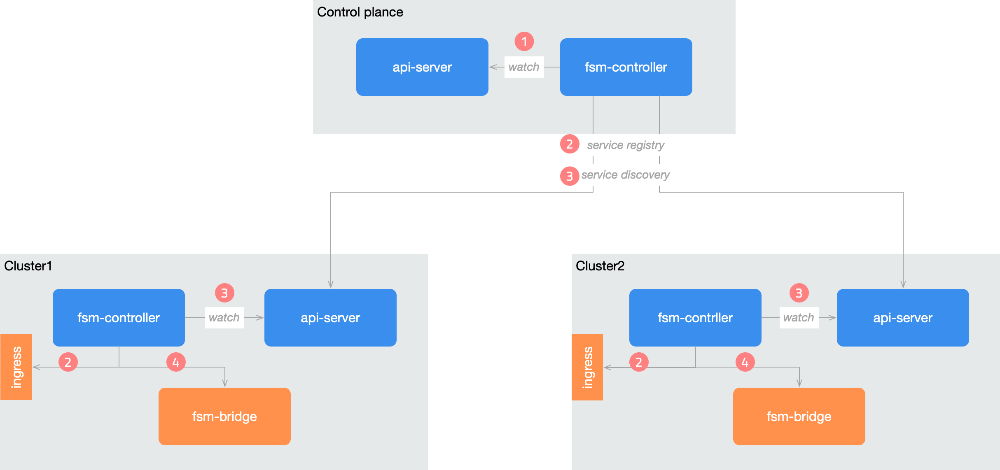 Control plance
1
api-server
watch
fsm-controller
2 service registry
3 service discovery
Cluster1
3
fsm-controller
watch
api-server
ingress
2
4
fsm-bridge
Cluster2
3
fsm-contrller
watch
api-server
ingress
2
4
fsm-bridge